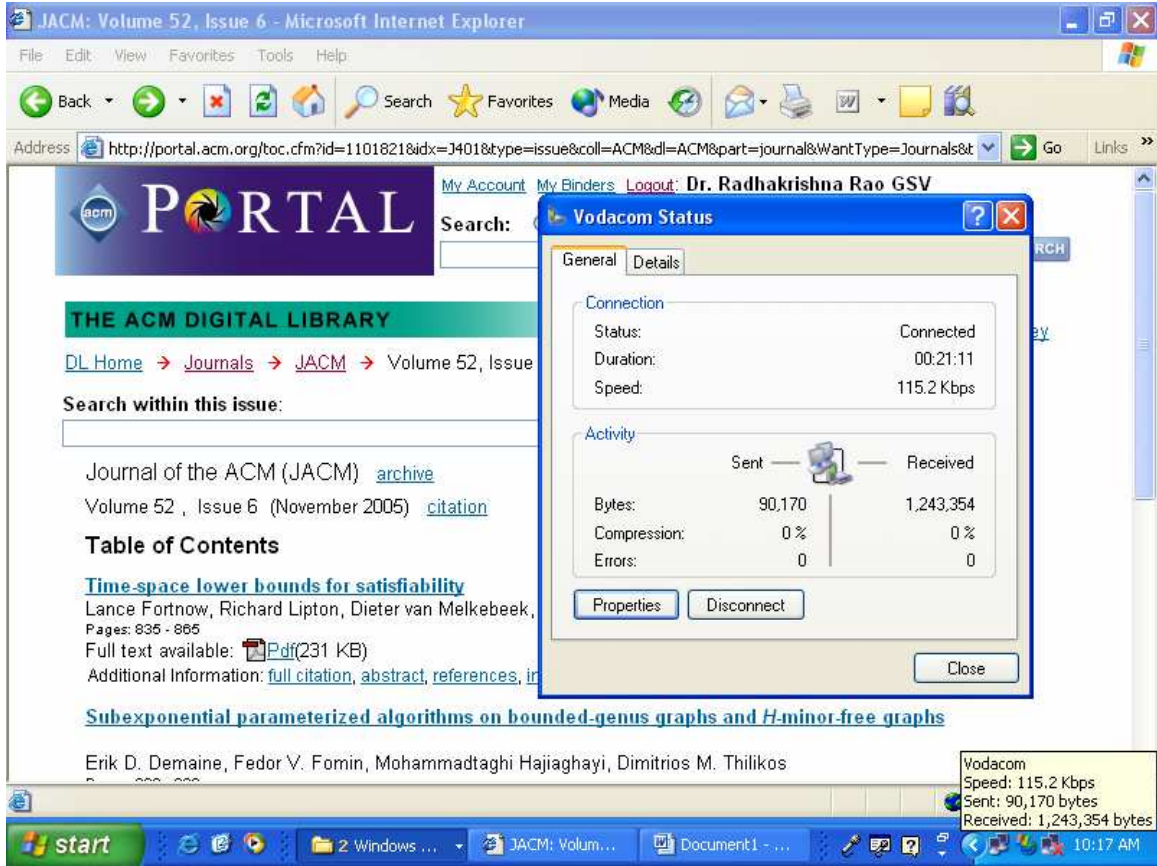 JACM: Volume 52, Issue 6 - Microsoft Internet Explorer
File Edit View Favorites Tools Help
Back Search Favorites Media
Address http://portal.acm.org/toc.cfm?id=1101821&idx=J401&type=issue&coll=ACM&dl=ACM&part=journal&WantType=Journals&t Go Links »
acm PORTAL
My Account My Binders Logout: Dr. Radhakrishna Rao GSV
Search:
RCH
THE ACM DIGITAL LIBRARY
ey
DL Home → Journals → JACM → Volume 52, Issue
Search within this issue:
Journal of the ACM (JACM) archive
Volume 52 , Issue 6 (November 2005) citation
Table of Contents
Time-space lower bounds for satisfiability
Lance Fortnow, Richard Lipton, Dieter van Melkebeek,
Pages: 835 - 865
Full text available: Pdf(231 KB)
Additional Information: full citation, abstract, references, in
Subexponential parameterized algorithms on bounded-genus graphs and H-minor-free graphs
Erik D. Demaine, Fedor V. Fomin, Mohammadtaghi Hajiaghayi, Dimitrios M. Thilikos
Vodacom Status
General Details
Connection
Status: Connected
Duration: 00:21:11
Speed: 115.2 Kbps
Activity
Sent — — Received
Bytes: 90,170 1,243,354
Compression: 0 % 0 %
Errors: 0 0
Properties Disconnect
Close
Vodacom
Speed: 115.2 Kbps
Sent: 90,170 bytes
Received: 1,243,354 bytes
start 2 Windows ... JACM: Volum... Document1 - ... 10:17 AM